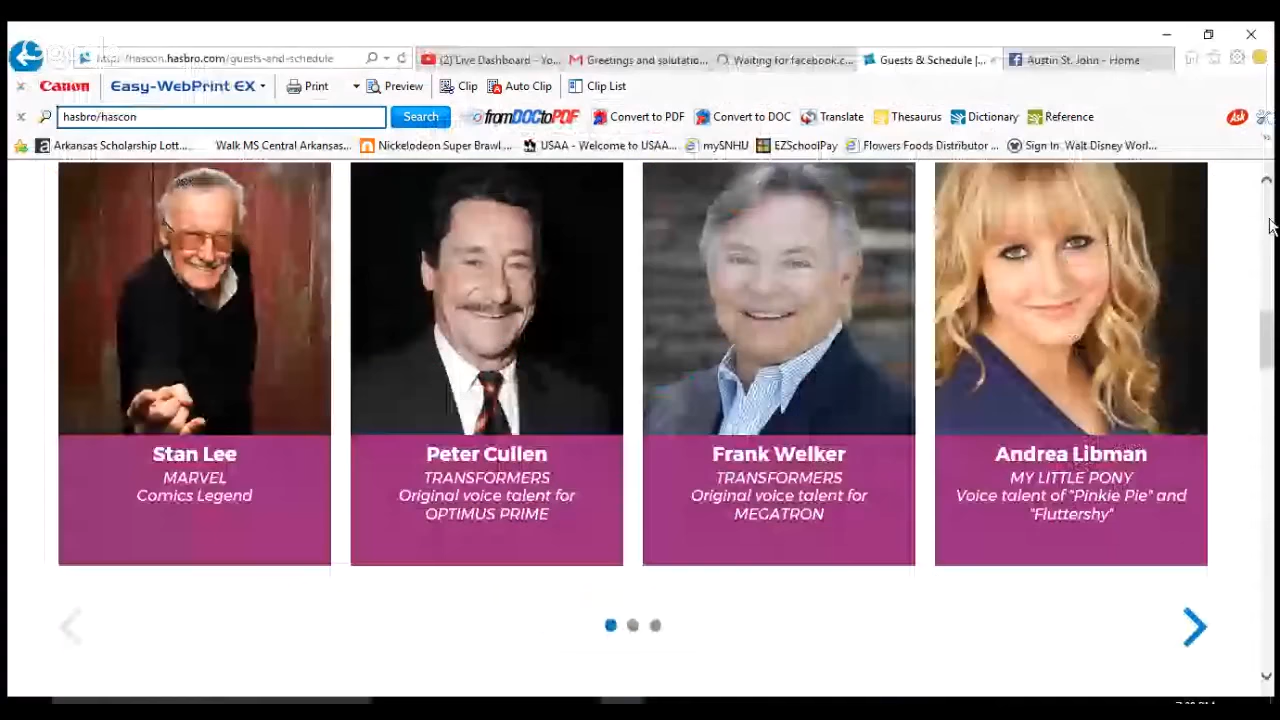 http://hascon.hasbro.com/guests-and-schedule
(2) Live Dashboard - Yo...
Greetings and salutatio...
Waiting for facebook.c...
Guests & Schedule |...
Austin St. John - Home
Canon
Easy-WebPrint EX
Print
Preview
Clip
Auto Clip
Clip List
hasbro/hascon
Search
fromDOCtoPDF
Convert to PDF
Convert to DOC
Translate
Thesaurus
Dictionary
Reference
Ask
Arkansas Scholarship Lott...
Walk MS Central Arkansas...
Nickelodeon Super Brawl ...
USAA - Welcome to USAA...
mySNHU
EZSchoolPay
Flowers Foods Distributor ...
Sign In Walt Disney Worl...
Stan Lee
MARVEL
Comics Legend
Peter Cullen
TRANSFORMERS
Original voice talent for
OPTIMUS PRIME
Frank Welker
TRANSFORMERS
Original voice talent for
MEGATRON
Andrea Libman
MY LITTLE PONY
Voice talent of "Pinkie Pie" and
"Fluttershy"